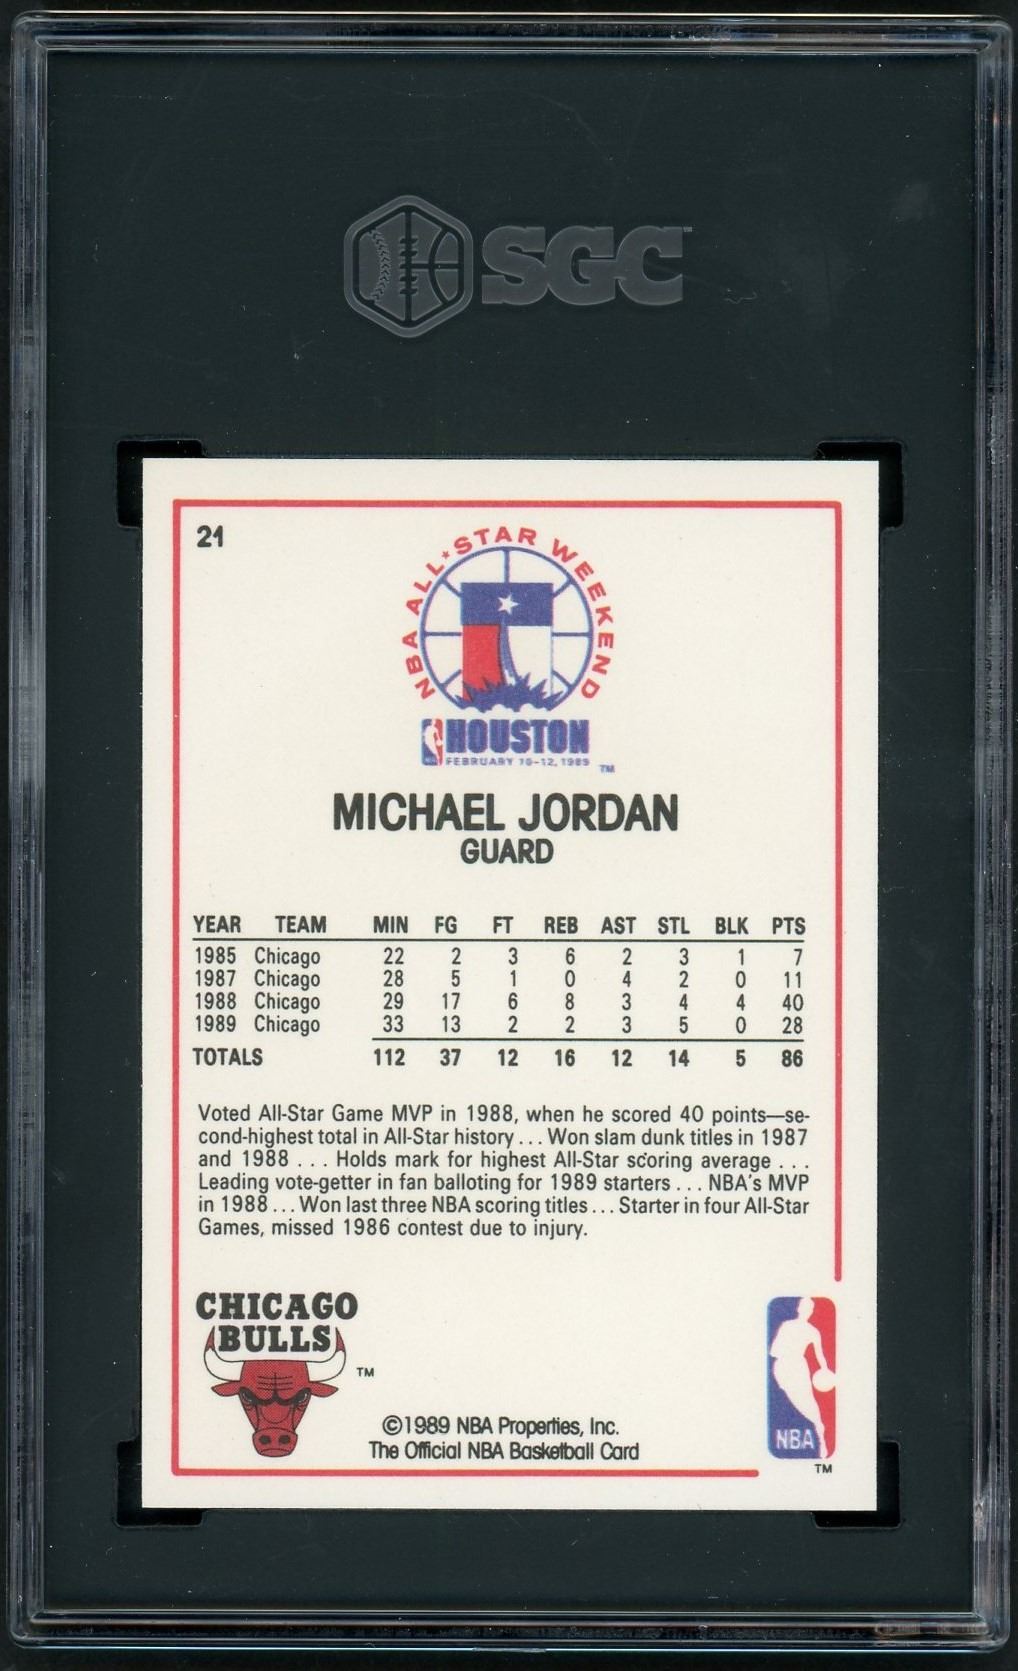 SGC
21
NBA ALL★STAR WEEKEND
HOUSTON
FEBRUARY 10-12, 1989 TM
MICHAEL JORDAN
GUARD
YEAR TEAM MIN FG FT REB AST STL BLK PTS
1985 Chicago 22 2 3 6 2 3 1 7
1987 Chicago 28 5 1 0 4 2 0 11
1988 Chicago 29 17 6 8 3 4 4 40
1989 Chicago 33 13 2 2 3 5 0 28
TOTALS 112 37 12 16 12 14 5 86
Voted All-Star Game MVP in 1988, when he scored 40 points—se-
cond-highest total in All-Star history ... Won slam dunk titles in 1987
and 1988 ... Holds mark for highest All-Star scoring average ...
Leading vote-getter in fan balloting for 1989 starters ... NBA's MVP
in 1988 ... Won last three NBA scoring titles ... Starter in four All-Star
Games, missed 1986 contest due to injury.
CHICAGO
BULLS
TM
©1989 NBA Properties, Inc.
The Official NBA Basketball Card
NBA
TM